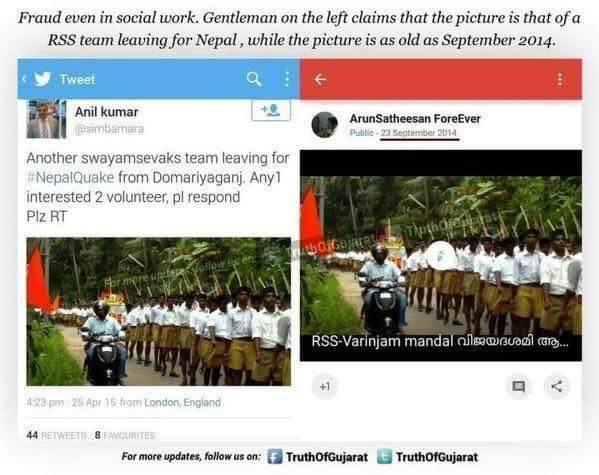 Fraud even in social work. Gentleman on the left claims that the picture is that of a
RSS team leaving for Nepal , while the picture is as old as September 2014.
Tweet
Anil kumar
@simbamara
Another swayamsevaks team leaving for
#NepalQuake from Domariyaganj. Any1
interested 2 volunteer, pl respond
Plz RT
For more updates follow us on:
TruthOfGujarat
4:23 pm · 25 Apr 15 from London, England
44 RETWEETS 8 FAVOURITES
ArunSatheesan ForeEver
Public - 23 September 2014
TruthOfGujarat
RSS-Varinjam mandal വിജയദശമി ആ...
+1
For more updates, follow us on: f TruthOfGujarat t TruthOfGujarat